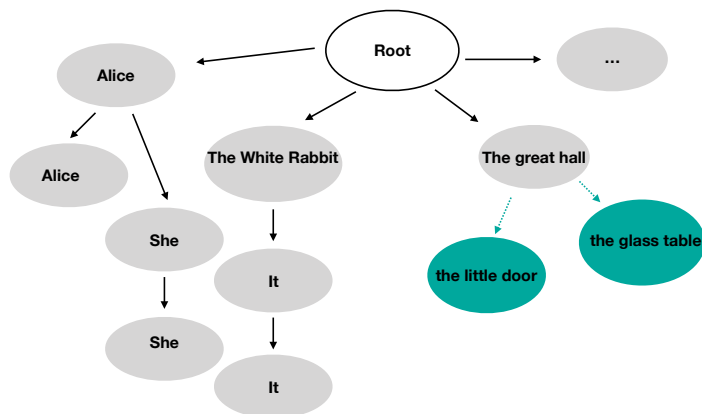 Root
Alice
...
The White Rabbit
The great hall
Alice
She
the glass table
the little door
It
She
It